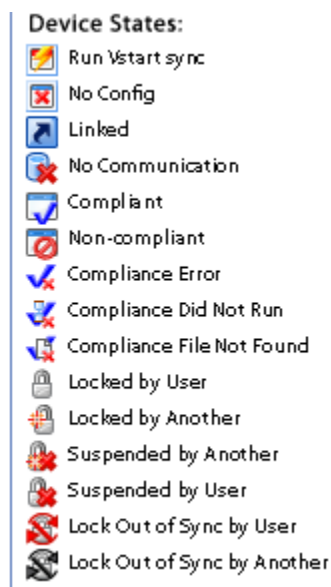 Device States:
Run Vstart sync
No Config
Linked
No Communication
Compliant
Non-compliant
Compliance Error
Compliance Did Not Run
Compliance File Not Found
Locked by User
Locked by Another
Suspended by Another
Suspended by User
Lock Out of Sync by User
Lock Out of Sync by Another